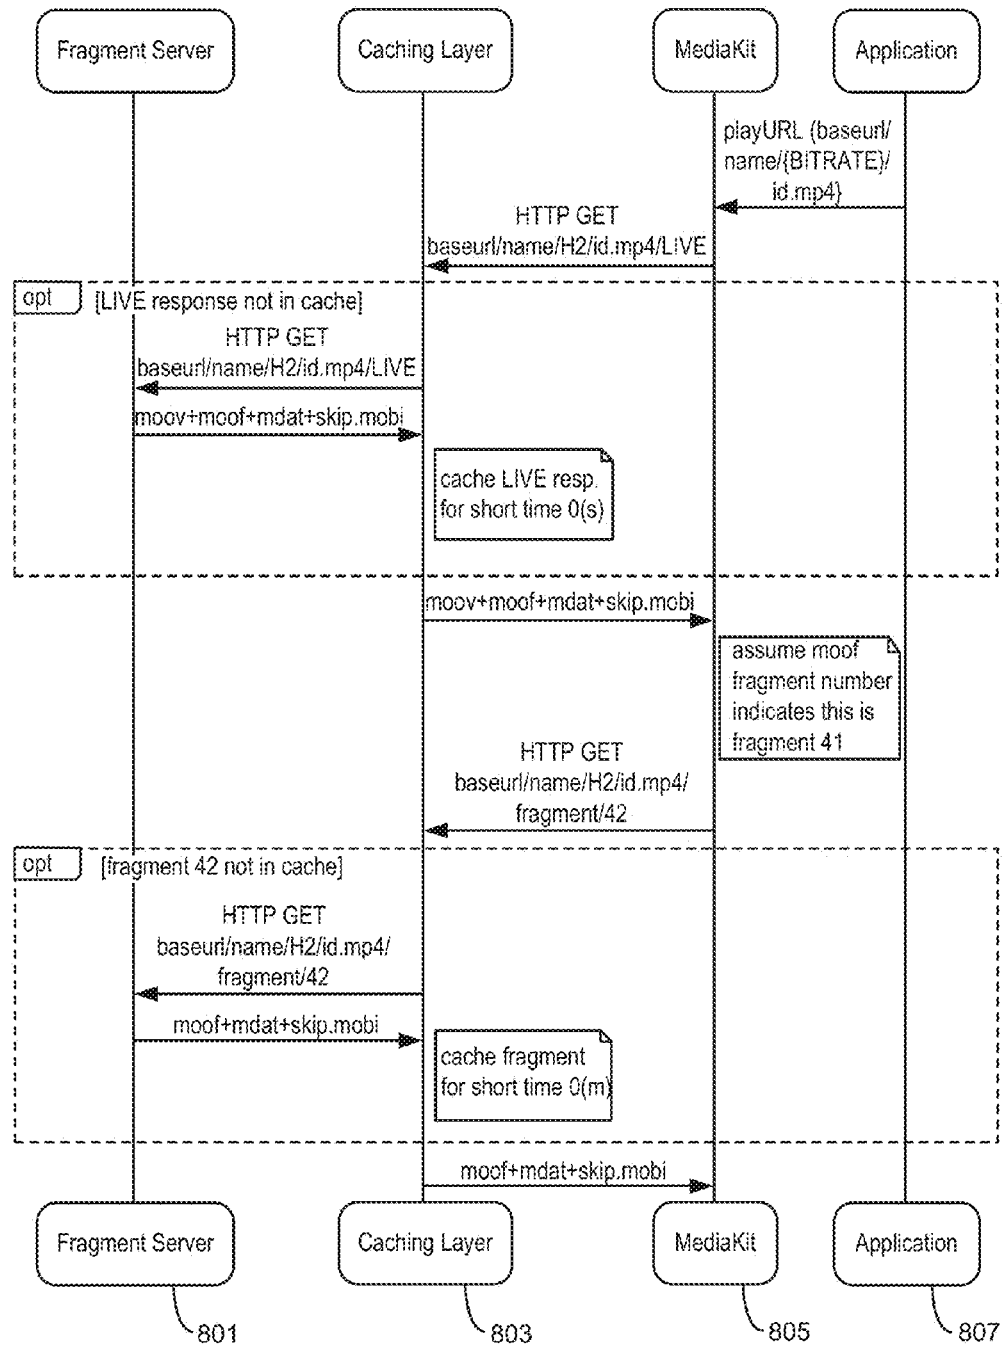 Fragment Server
Caching Layer
MediaKit
Application
playURL (baseurl/
name/{BITRATE}/
id.mp4}
HTTP GET
baseurl/name/H2/id.mp4/LIVE
opt
[LIVE response not in cache]
HTTP GET
baseurl/name/H2/id.mp4/LIVE
moov+moof+mdat+skip.mobi
cache LIVE resp.
for short time 0(s)
moov+moof+mdat+skip.mobi
assume moof
fragment number
indicates this is
fragment 41
HTTP GET
baseurl/name/H2/id.mp4/
fragment/42
opt
[fragment 42 not in cache]
HTTP GET
baseurl/name/H2/id.mp4/
fragment/42
moof+mdat+skip.mobi
cache fragment
for short time 0(m)
moof+mdat+skip.mobi
Fragment Server
Caching Layer
MediaKit
Application
801
803
805
807